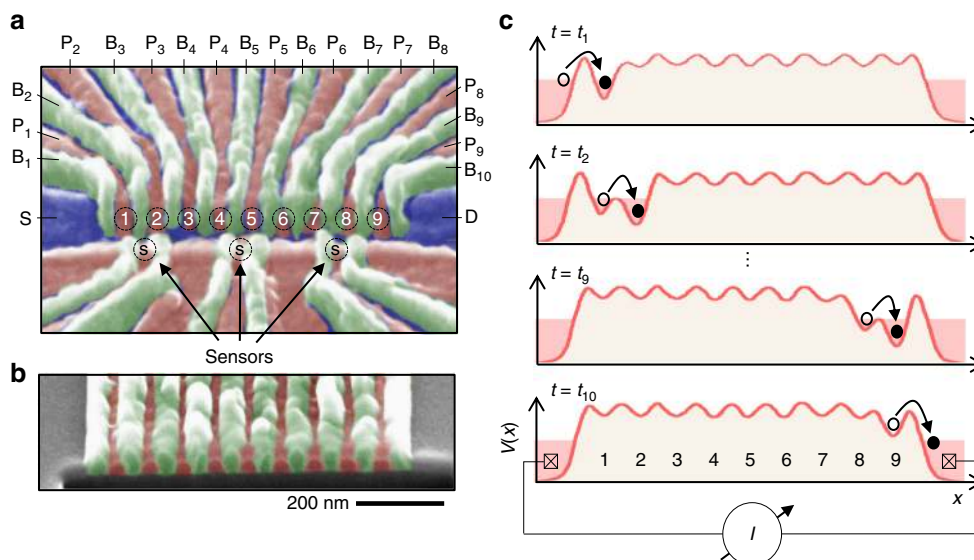 a
P2 B3 P3 B4 P4 B5 P5 B6 P6 B7 P7 B8
B2
P1
B1
S
P8
B9
P9
B10
D
1 2 3 4 5 6 7 8 9
s s s
Sensors
b
200 nm
c
t = t1
t = t2
⋮
t = t9
t = t10
V(x)
1 2 3 4 5 6 7 8 9
x
I